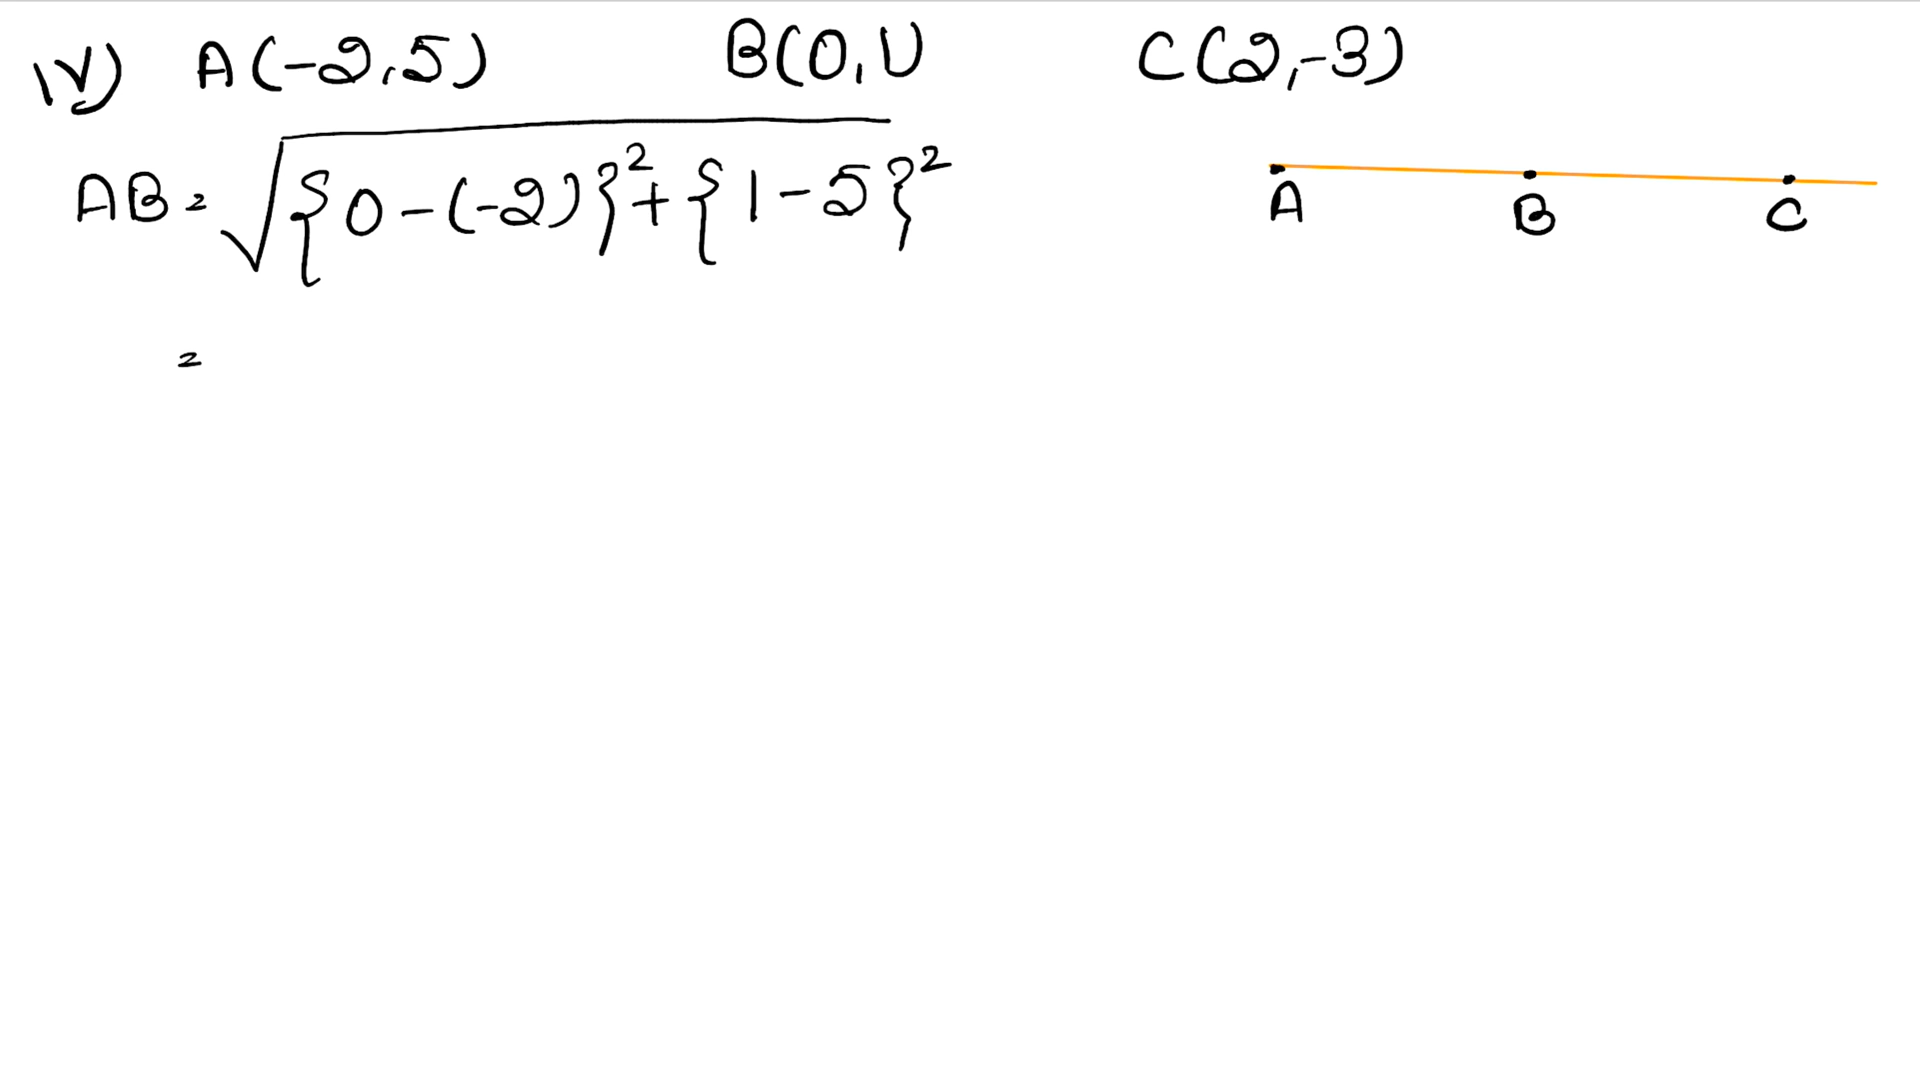 iv) A(-2,5) B(0,1) C(2,-3)
AB = √{0-(-2)}²+{1-5}²
A B C
=